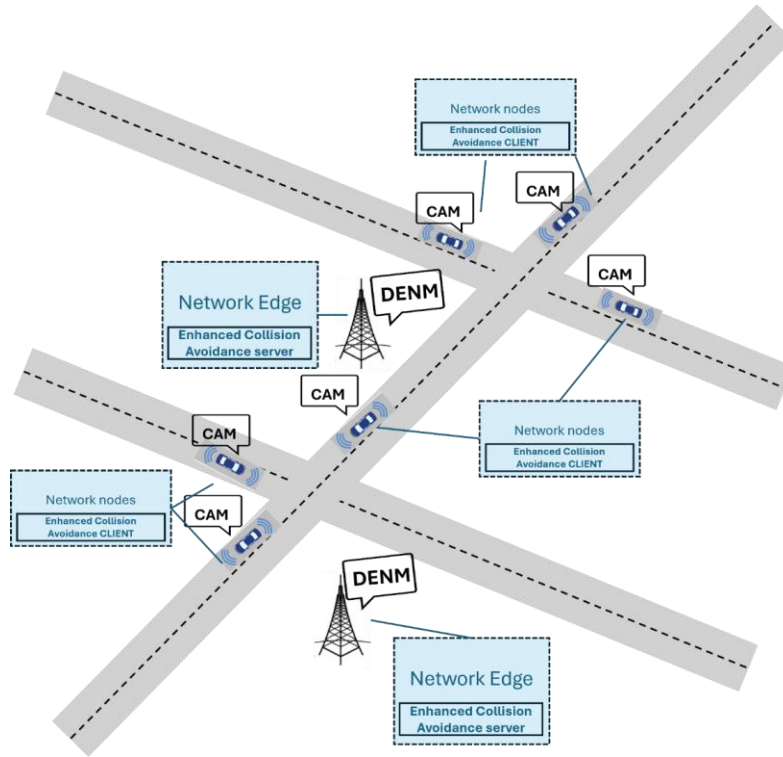 Network nodes
Enhanced Collision
Avoidance CLIENT
CAM
CAM
CAM
Network Edge
Enhanced Collision
Avoidance server
DENM
CAM
Network nodes
Enhanced Collision
Avoidance CLIENT
CAM
Network nodes
Enhanced Collision
Avoidance CLIENT
CAM
DENM
Network Edge
Enhanced Collision
Avoidance server